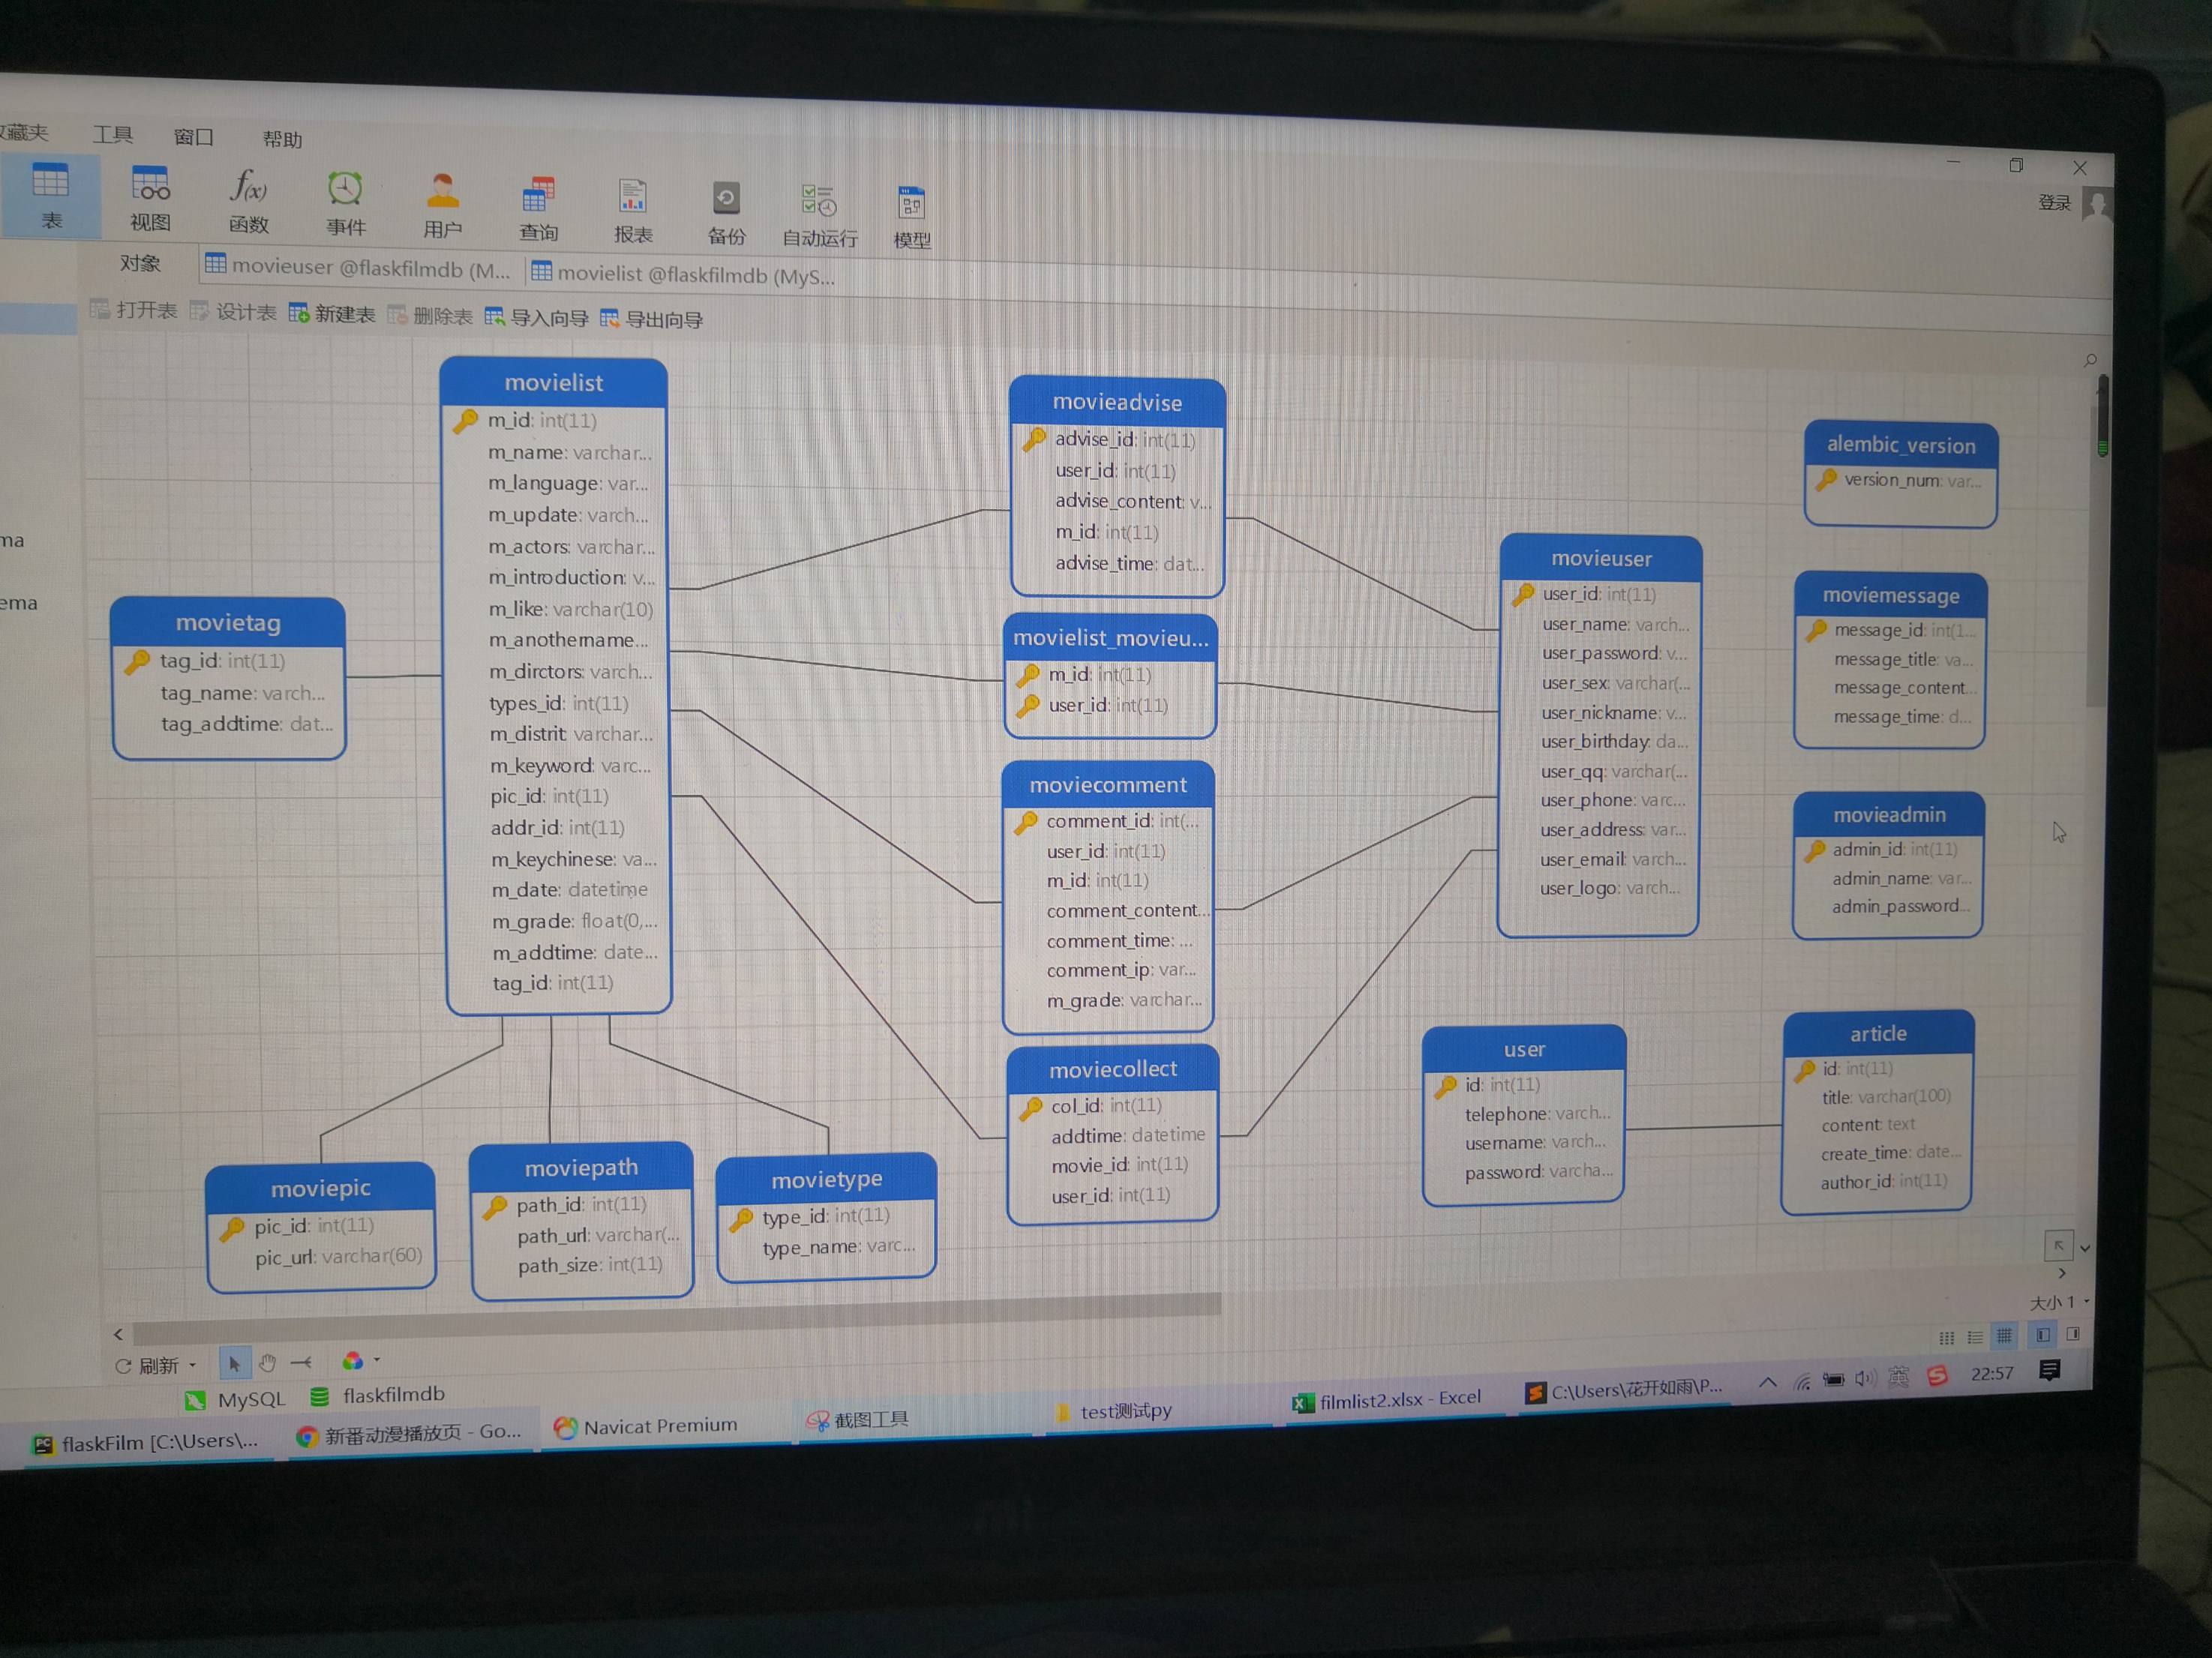 收藏夹
工具
窗口
帮助
登录
表
视图
f(x)
函数
事件
用户
查询
报表
备份
自动运行
模型
对象
movieuser @flaskfilmdb (M...
movielist @flaskfilmdb (MyS...
打开表
设计表
新建表
删除表
导入向导
导出向导
ma
ema
movietag
tag_id: int(11)
tag_name: varch...
tag_addtime: dat...
movielist
m_id: int(11)
m_name: varchar...
m_language: var...
m_update: varch...
m_actors: varchar...
m_introduction: v...
m_like: varchar(10)
m_anothername...
m_dirctors: varch...
types_id: int(11)
m_distrit: varchar...
m_keyword: varc...
pic_id: int(11)
addr_id: int(11)
m_keychinese: va...
m_date: datetime
m_grade: float(0,...
m_addtime: date...
tag_id: int(11)
movieadvise
advise_id: int(11)
user_id: int(11)
advise_content: v...
m_id: int(11)
advise_time: dat...
movielist_movieu...
m_id: int(11)
user_id: int(11)
moviecomment
comment_id: int(...
user_id: int(11)
m_id: int(11)
comment_content...
comment_time: ...
comment_ip: var...
m_grade: varchar...
moviecollect
col_id: int(11)
addtime: datetime
movie_id: int(11)
user_id: int(11)
movieuser
user_id: int(11)
user_name: varch...
user_password: v...
user_sex: varchar(...
user_nickname: v...
user_birthday: da...
user_qq: varchar(...
user_phone: varc...
user_address: var...
user_email: varch...
user_logo: varch...
alembic_version
version_num: var...
moviemessage
message_id: int(1...
message_title: va...
message_content...
message_time: d...
movieadmin
admin_id: int(11)
admin_name: var...
admin_password...
moviepic
pic_id: int(11)
pic_url: varchar(60)
moviepath
path_id: int(11)
path_url: varchar(...
path_size: int(11)
movietype
type_id: int(11)
type_name: varc...
user
id: int(11)
telephone: varch...
username: varch...
password: varcha...
article
id: int(11)
title: varchar(100)
content: text
create_time: date...
author_id: int(11)
大小 1
刷新
MySQL
flaskfilmdb
flaskFilm [C:\Users\...
新番动漫播放页 - Go...
Navicat Premium
截图工具
test测试py
filmlist2.xlsx - Excel
C:\Users\花开如雨\P...
英
22:57
mi